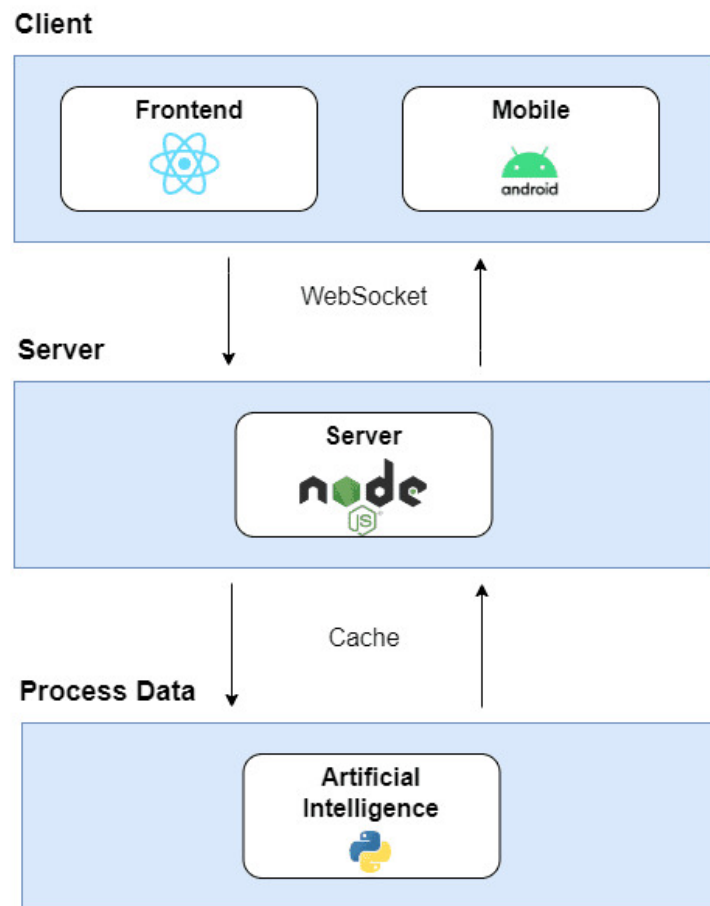 Client
Frontend
Mobile
android
WebSocket
Server
Server
node
JS
Cache
Process Data
Artificial
Intelligence